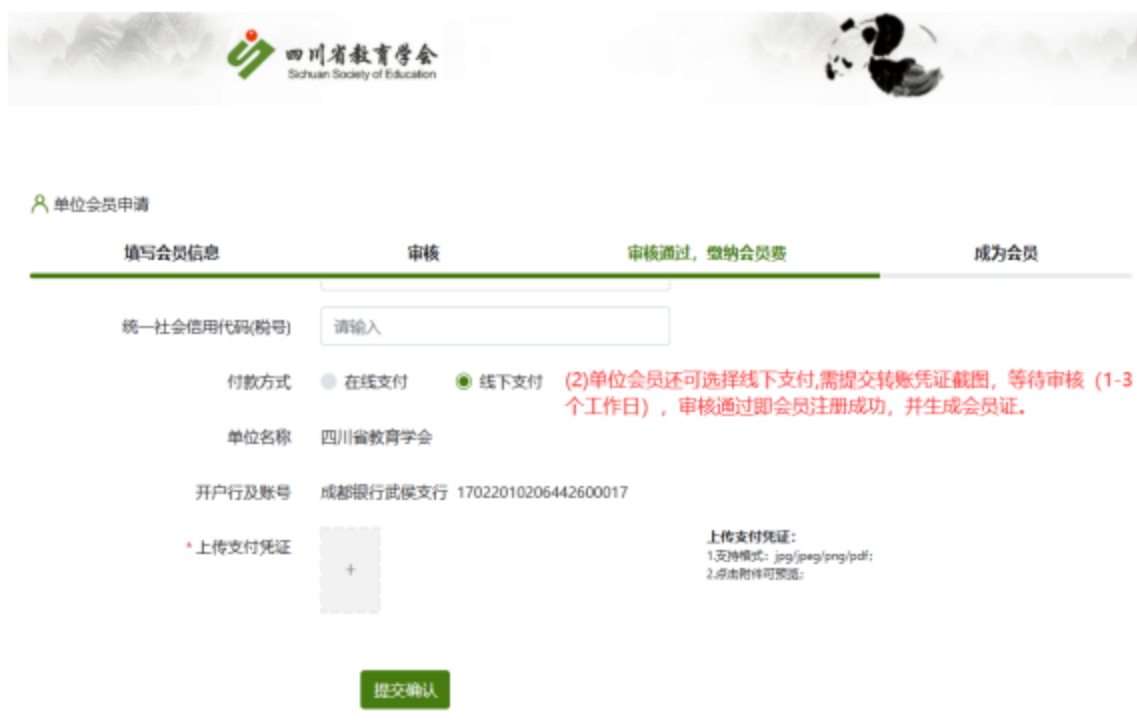 四川省教育学会
Sichuan Society of Education
单位会员申请
填写会员信息 审核 审核通过，缴纳会员费 成为会员
统一社会信用代码(税号) 请输入
付款方式 在线支付 线下支付 (2)单位会员还可选择线下支付,需提交转账凭证截图，等待审核（1-3
个工作日），审核通过即会员注册成功，并生成会员证。
单位名称 四川省教育学会
开户行及账号 成都银行武侯支行 17022010206442600017
*上传支付凭证 +
上传支付凭证：
1.支持模式：jpg/jpeg/png/pdf;
2.点击附件可预览;
提交确认